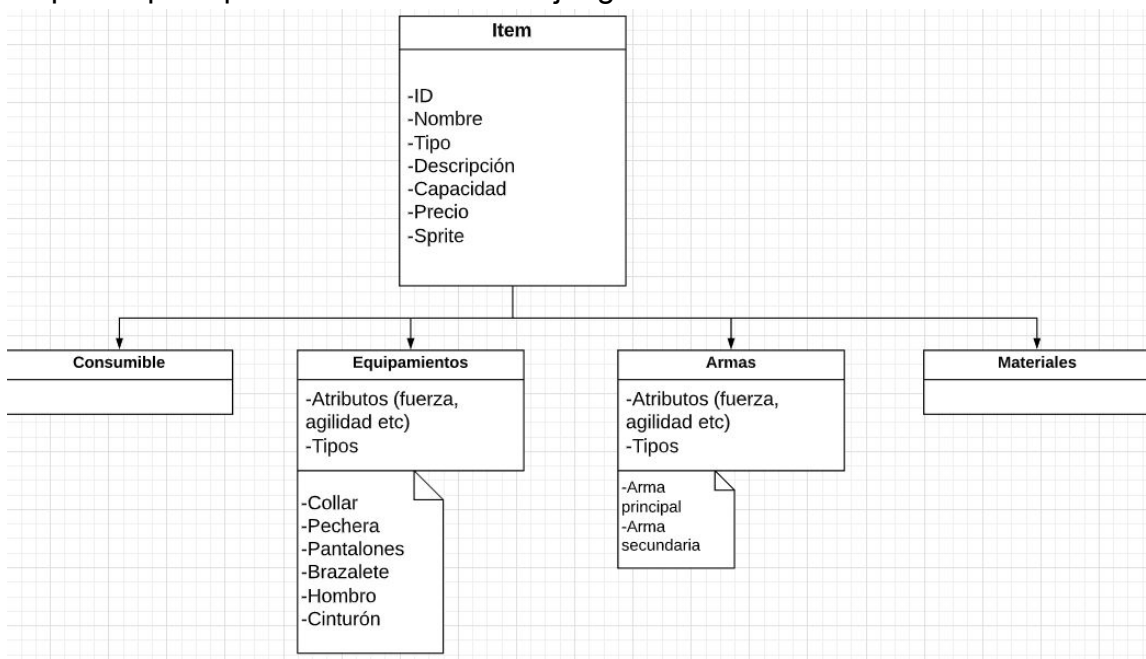 Item
-ID
-Nombre
-Tipo
-Descripción
-Capacidad
-Precio
-Sprite
Consumible
Equipamientos
-Atributos (fuerza,
agilidad etc)
-Tipos
-Collar
-Pechera
-Pantalones
-Brazalete
-Hombro
-Cinturón
Armas
-Atributos (fuerza,
agilidad etc)
-Tipos
-Arma
principal
-Arma
secundaria
Materiales